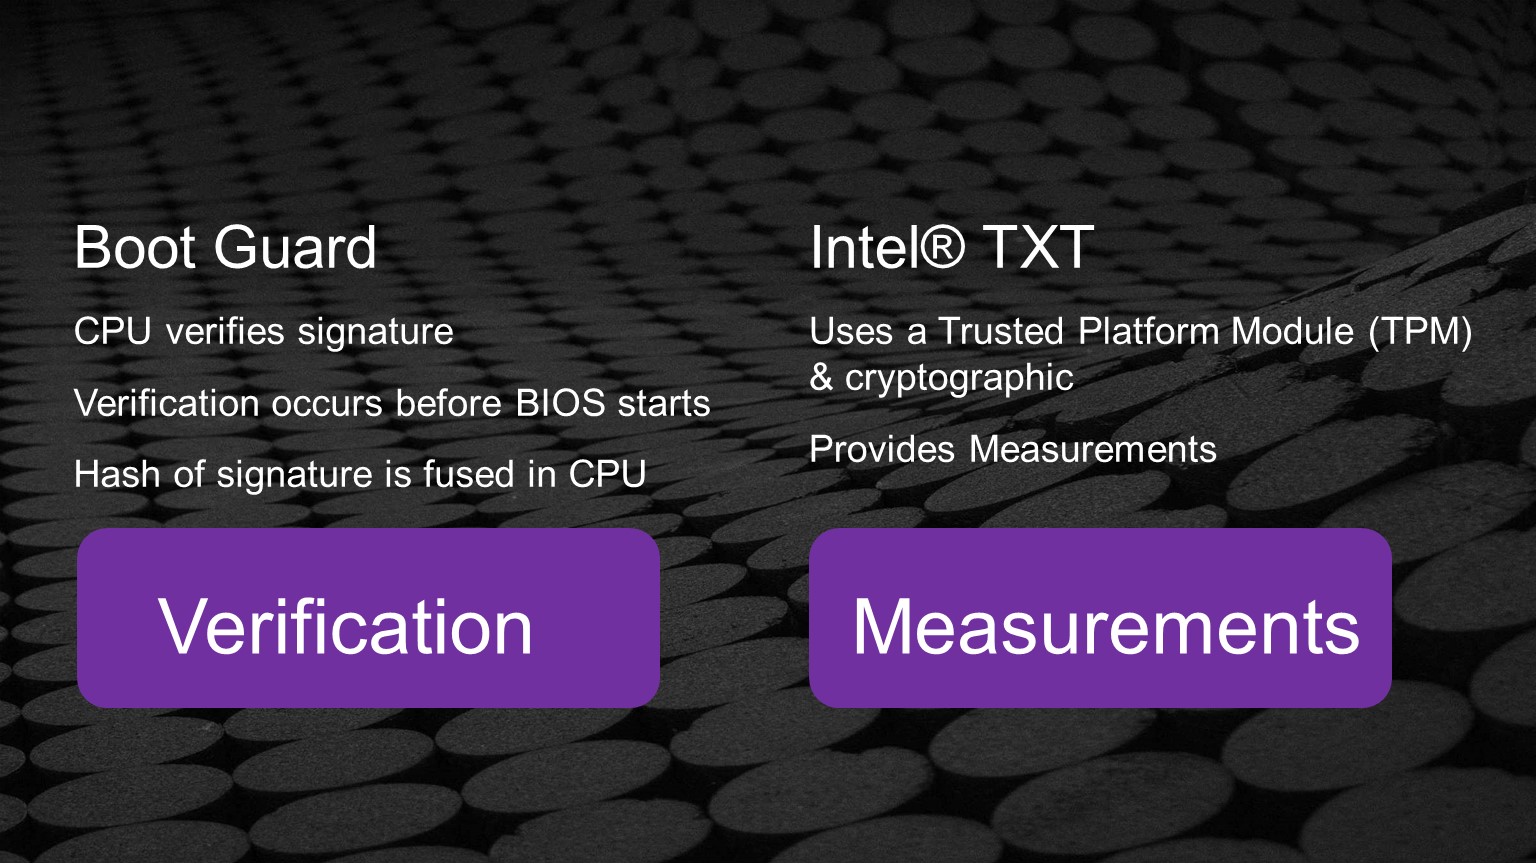 Boot Guard
CPU verifies signature
Verification occurs before BIOS starts
Hash of signature is fused in CPU
Verification
Intel® TXT
Uses a Trusted Platform Module (TPM)
& cryptographic
Provides Measurements
Measurements